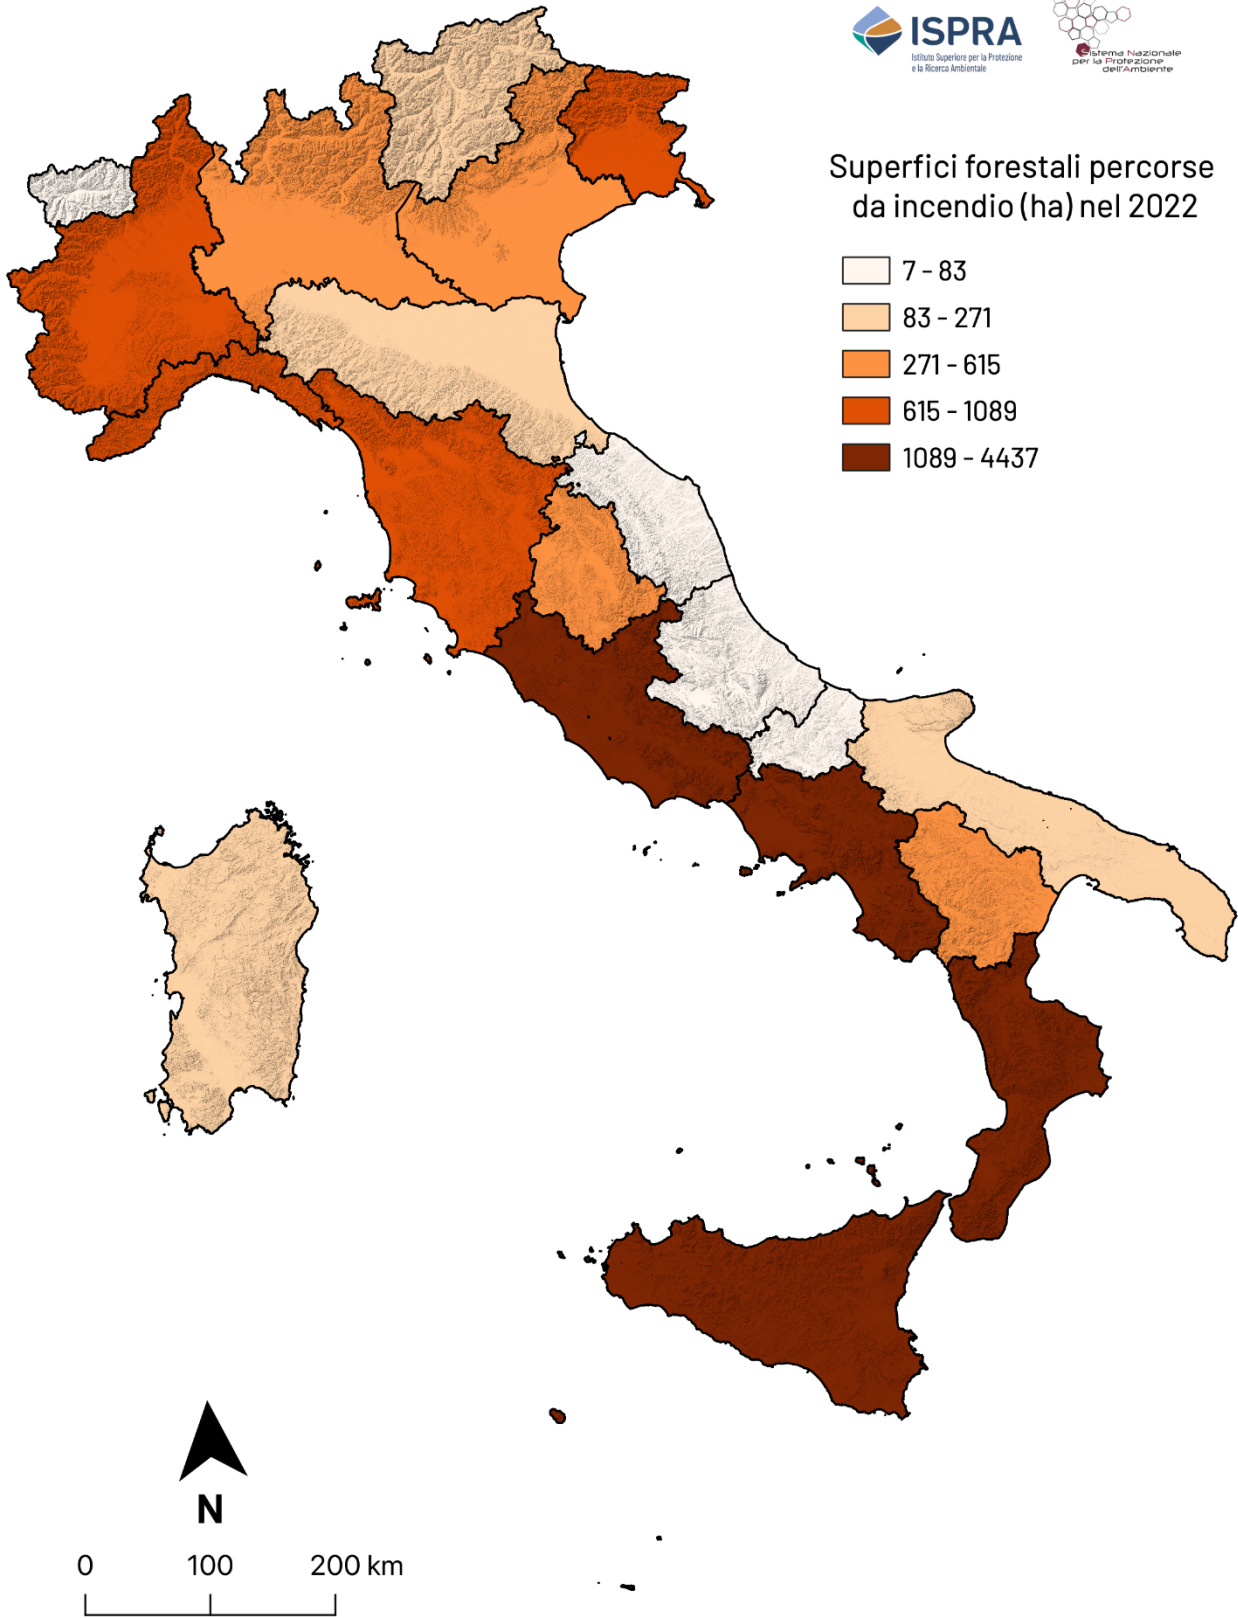 ISPRA
Istituto Superiore per la Protezione
e la Ricerca Ambientale
Sistema Nazionale
per la Protezione
dell'Ambiente
Superfici forestali percorse
da incendio (ha) nel 2022
7 - 83
83 - 271
271 - 615
615 - 1089
1089 - 4437
N
0 100 200 km